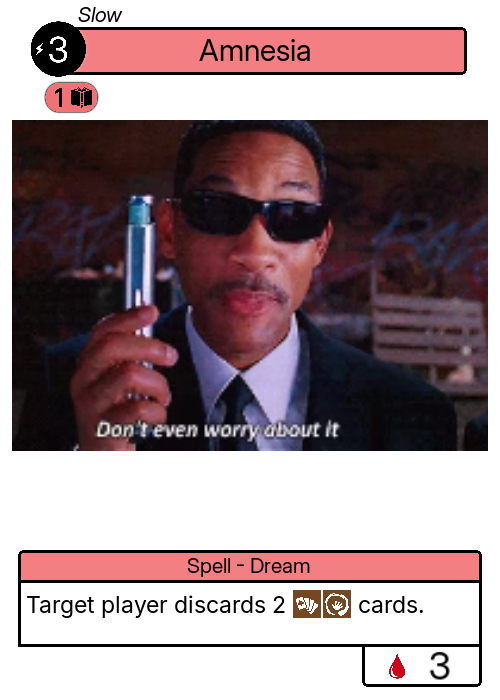 Slow
3
Amnesia
1
Don't even worry about it
Spell - Dream
Target player discards 2 cards.
3